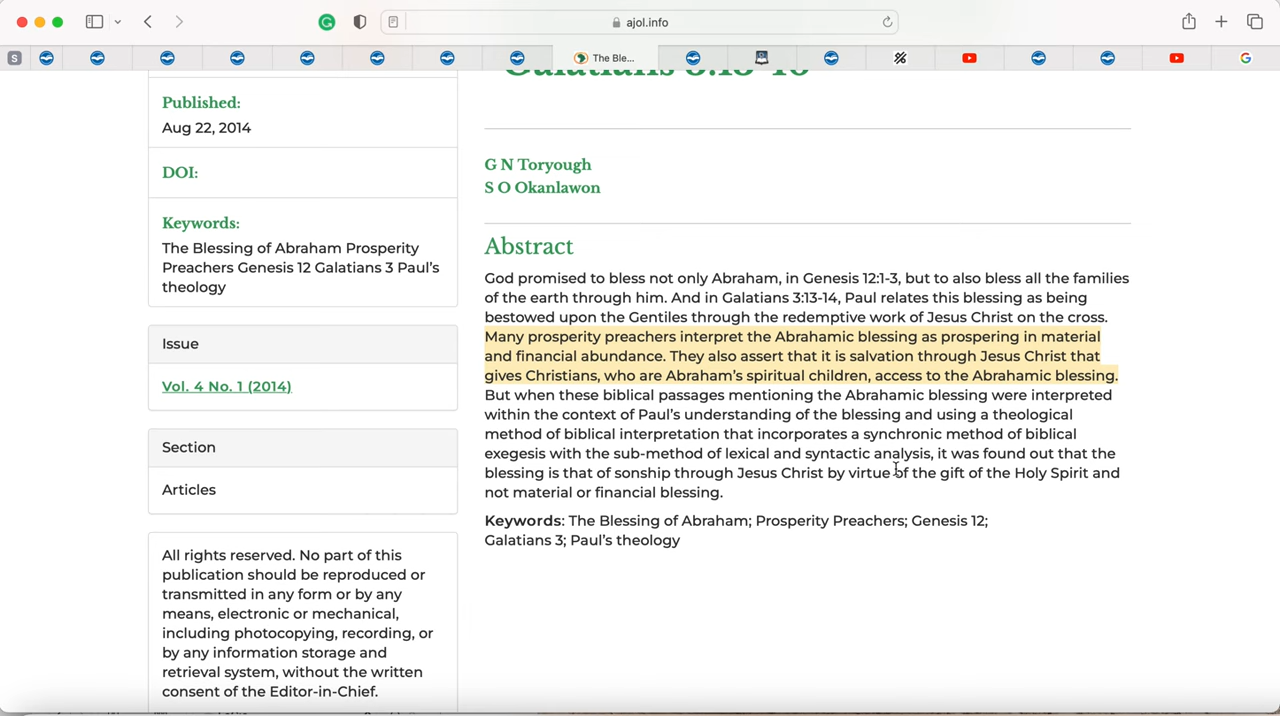 ajol.info
S
The Ble...
Published:
Aug 22, 2014
DOI:
Keywords:
The Blessing of Abraham Prosperity
Preachers Genesis 12 Galatians 3 Paul's
theology
Issue
Vol. 4 No. 1 (2014)
Section
Articles
All rights reserved. No part of this
publication should be reproduced or
transmitted in any form or by any
means, electronic or mechanical,
including photocopying, recording, or
by any information storage and
retrieval system, without the written
consent of the Editor-in-Chief.
Galatians
G N Toryough
S O Okanlawon
Abstract
God promised to bless not only Abraham, in Genesis 12:1-3, but to also bless all the families
of the earth through him. And in Galatians 3:13-14, Paul relates this blessing as being
bestowed upon the Gentiles through the redemptive work of Jesus Christ on the cross.
Many prosperity preachers interpret the Abrahamic blessing as prospering in material
and financial abundance. They also assert that it is salvation through Jesus Christ that
gives Christians, who are Abraham's spiritual children, access to the Abrahamic blessing.
But when these biblical passages mentioning the Abrahamic blessing were interpreted
within the context of Paul's understanding of the blessing and using a theological
method of biblical interpretation that incorporates a synchronic method of biblical
exegesis with the sub-method of lexical and syntactic analysis, it was found out that the
blessing is that of sonship through Jesus Christ by virtue of the gift of the Holy Spirit and
not material or financial blessing.
Keywords: The Blessing of Abraham; Prosperity Preachers; Genesis 12;
Galatians 3; Paul's theology